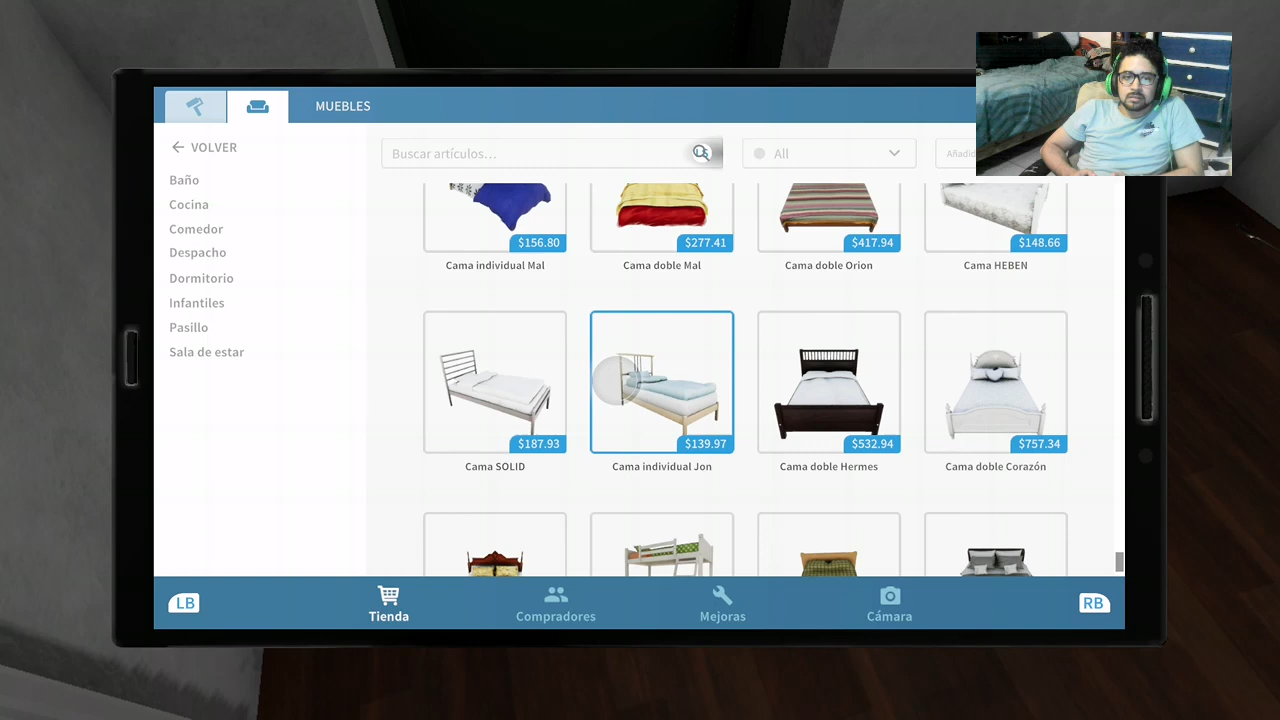 MUEBLES
VOLVER
Buscar artículos...
All
Añadid
Baño
Cocina
Comedor
Despacho
Dormitorio
Infantiles
Pasillo
Sala de estar
$156.80
$277.41
$417.94
$148.66
Cama individual Mal
Cama doble Mal
Cama doble Orion
Cama HEBEN
$187.93
$139.97
$532.94
$757.34
Cama SOLID
Cama individual Jon
Cama doble Hermes
Cama doble Corazón
LB
Tienda
Compradores
Mejoras
Cámara
RB